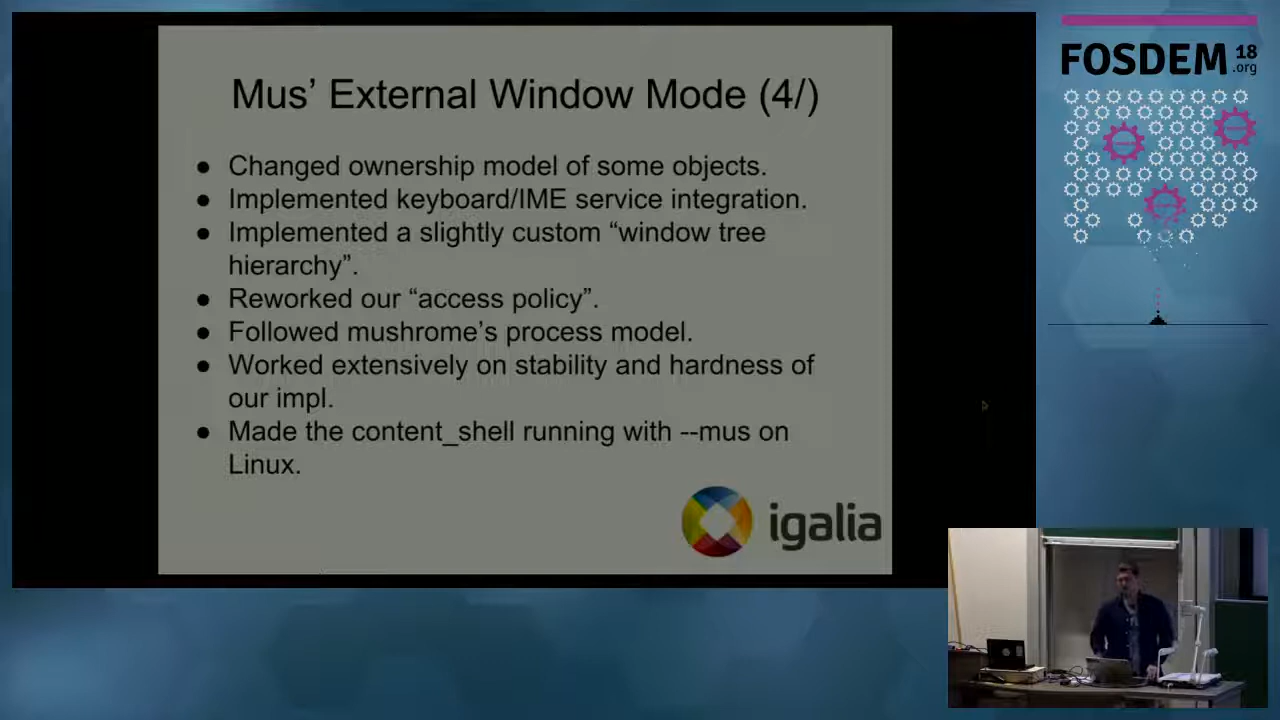 Mus’ External Window Mode (4/)
● Changed ownership model of some objects.
● Implemented keyboard/IME service integration.
● Implemented a slightly custom “window tree
hierarchy”.
● Reworked our “access policy”.
● Followed mushrome’s process model.
● Worked extensively on stability and hardness of
our impl.
● Made the content_shell running with --mus on
Linux.
igalia
FOSDEM 18
.org